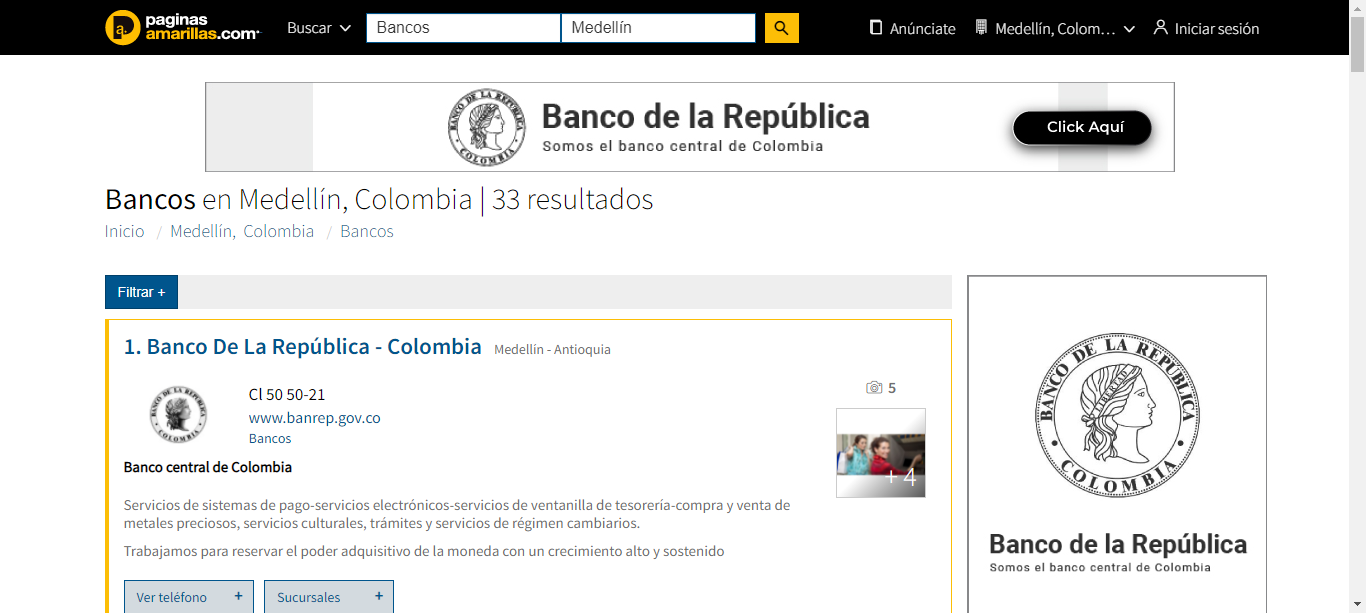 paginas
amarillas.com
Buscar
Bancos
Medellín
Anúnciate
Medellín, Colom...
Iniciar sesión
BANCO DE LA REPÚBLICA COLOMBIA
Banco de la República
Somos el banco central de Colombia
Click Aquí
Bancos en Medellín, Colombia | 33 resultados
Inicio / Medellín, Colombia / Bancos
Filtrar +
1. Banco De La República - Colombia Medellín - Antioquia
BANCO DE LA REPÚBLICA COLOMBIA
Cl 50 50-21
www.banrep.gov.co
Bancos
5
+ 4
Banco central de Colombia
Servicios de sistemas de pago-servicios electrónicos-servicios de ventanilla de tesorería-compra y venta de
metales preciosos, servicios culturales, trámites y servicios de régimen cambiarios.
Trabajamos para reservar el poder adquisitivo de la moneda con un crecimiento alto y sostenido
Ver teléfono +
Sucursales +
BANCO DE LA REPÚBLICA
COLOMBIA
Banco de la República
Somos el banco central de Colombia